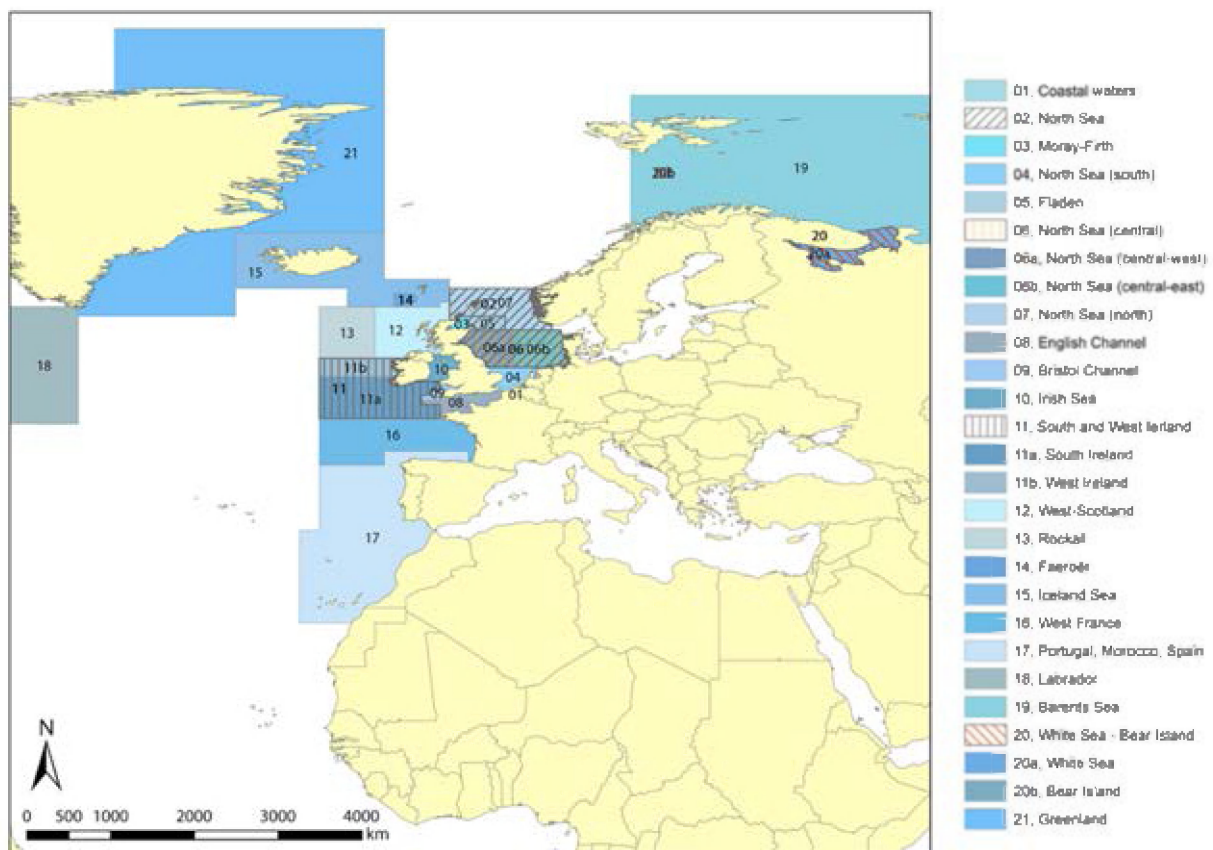 21
19
20b
20
20a
15
14
02
07
03
05
13
12
18
06a
06
06b
11b
10
04
11
11a
09
08
01
16
17
N
0 500 1000 2000 3000 4000
km
01, Coastal waters
02, North Sea
03, Moray-Firth
04, North Sea (south)
05, Fladen
06, North Sea (central)
06a, North Sea (central-west)
06b, North Sea (central-east)
07, North Sea (north)
08, English Channel
09, Bristol Channel
10, Irish Sea
11, South and West Ierland
11a, South Ireland
11b, West Ireland
12, West-Scotland
13, Rockall
14, Faeroër
15, Iceland Sea
16, West France
17, Portugal, Morocco, Spain
18, Labrador
19, Barents Sea
20, White Sea - Bear Island
20a, White Sea
20b, Bear Island
21, Greenland